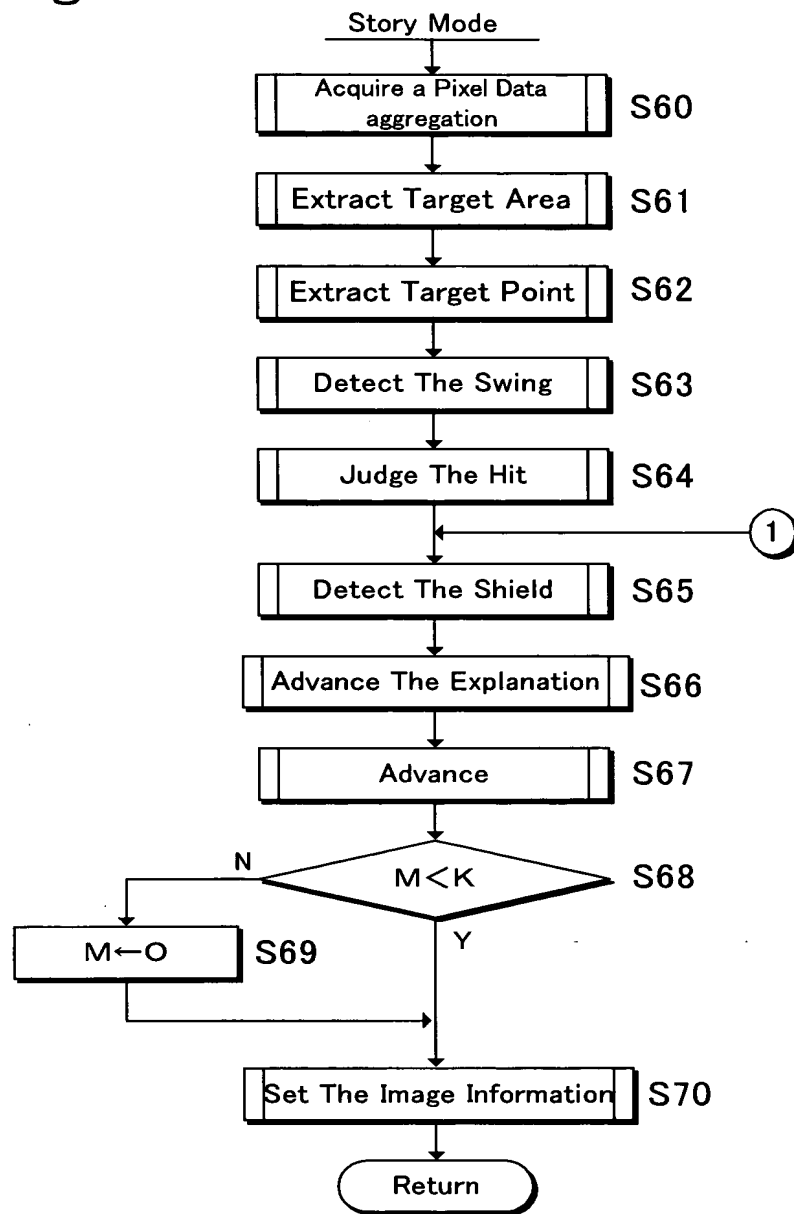 Story Mode
Acquire a Pixel Data
aggregation
S60
Extract Target Area
S61
Extract Target Point
S62
Detect The Swing
S63
Judge The Hit
S64
1
Detect The Shield
S65
Advance The Explanation
S66
Advance
S67
M<K
S68
N
Y
M←0
S69
Set The Image Information
S70
Return